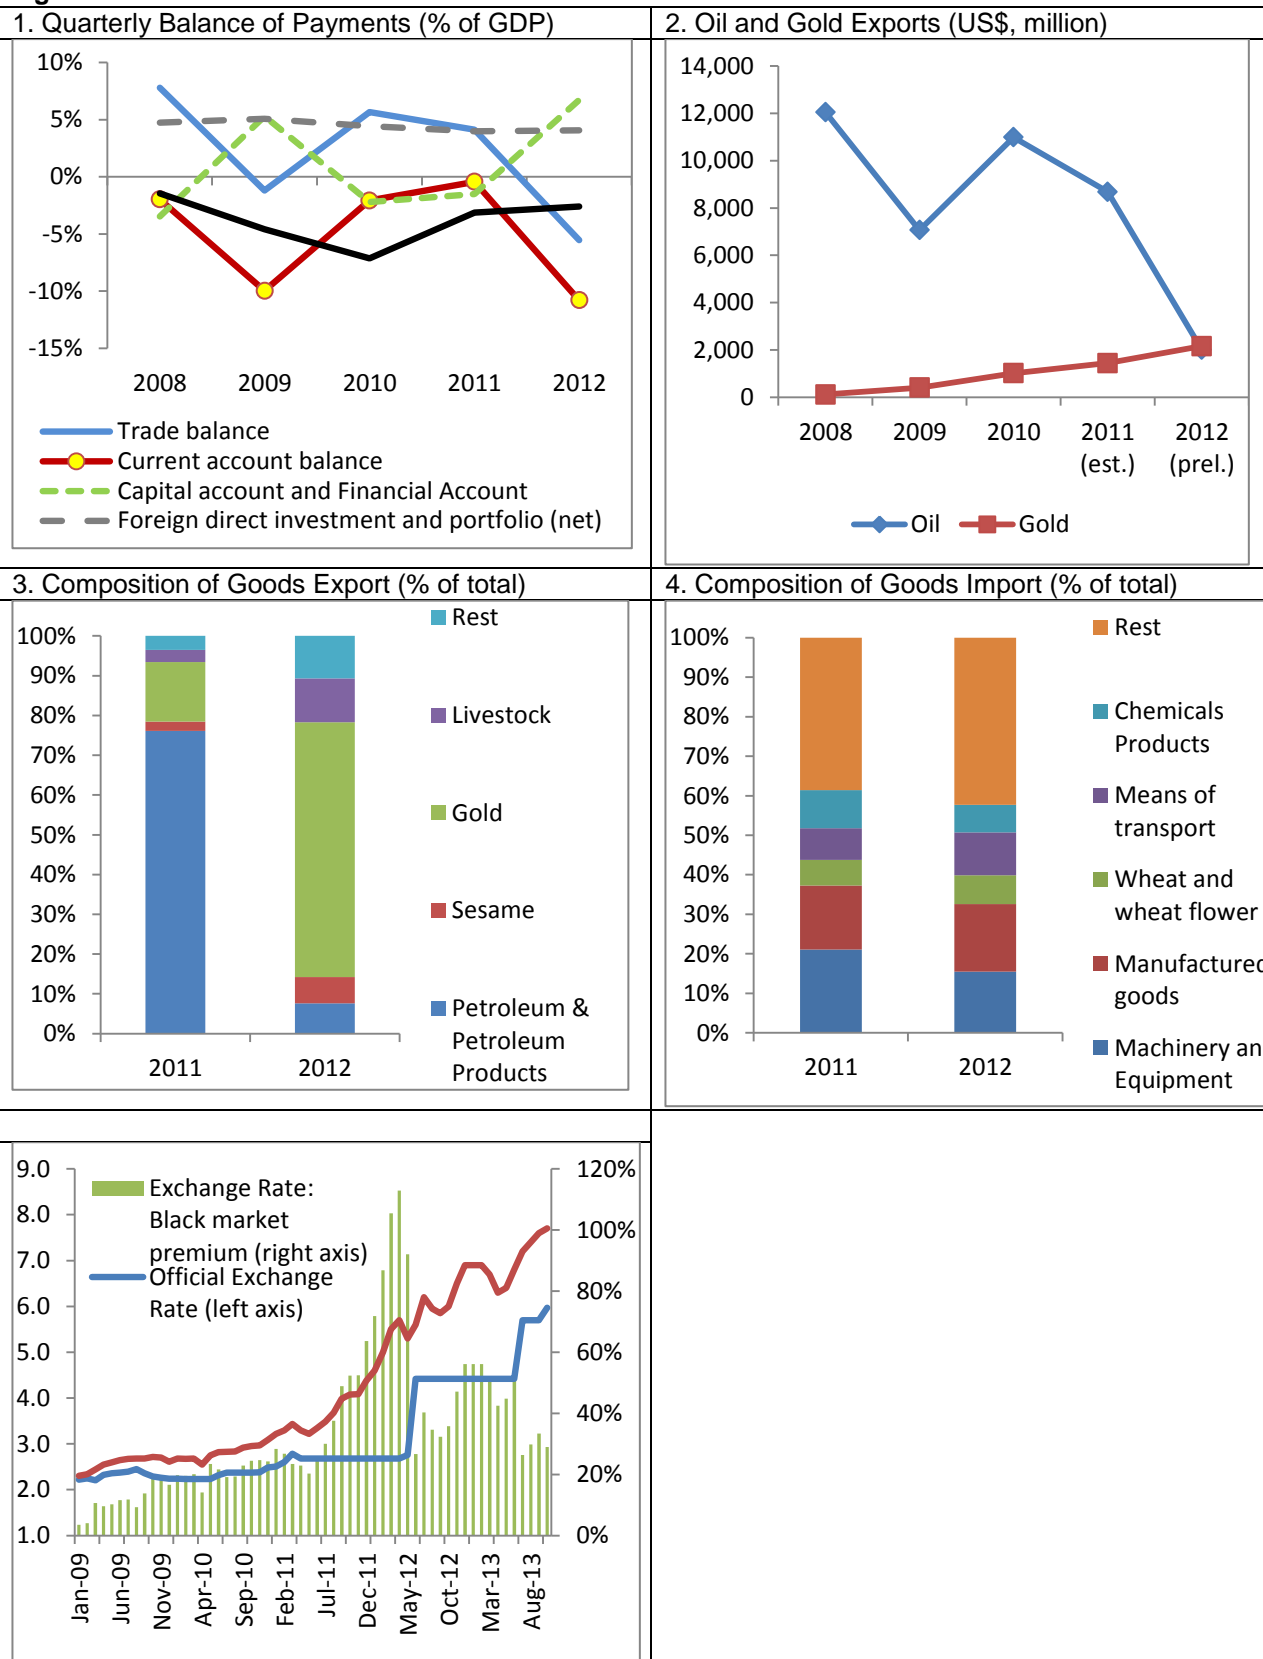 1. Quarterly Balance of Payments (% of GDP)
10%
5%
0%
-5%
-10%
-15%
2008 2009 2010 2011 2012
Trade balance
Current account balance
Capital account and Financial Account
Foreign direct investment and portfolio (net)
2. Oil and Gold Exports (US$, million)
14,000
12,000
10,000
8,000
6,000
4,000
2,000
0
2008 2009 2010 2011 2012
(est.) (prel.)
Oil Gold
3. Composition of Goods Export (% of total)
100%
90%
80%
70%
60%
50%
40%
30%
20%
10%
0%
2011 2012
Rest
Livestock
Gold
Sesame
Petroleum &
Petroleum
Products
4. Composition of Goods Import (% of total)
100%
90%
80%
70%
60%
50%
40%
30%
20%
10%
0%
2011 2012
Rest
Chemicals
Products
Means of
transport
Wheat and
wheat flower
Manufactured
goods
Machinery an
Equipment
9.0
8.0
7.0
6.0
5.0
4.0
3.0
2.0
1.0
Exchange Rate:
Black market
premium (right axis)
Official Exchange
Rate (left axis)
120%
100%
80%
60%
40%
20%
0%
Jan-09
Jun-09
Nov-09
Apr-10
Sep-10
Feb-11
Jul-11
Dec-11
May-12
Oct-12
Mar-13
Aug-13